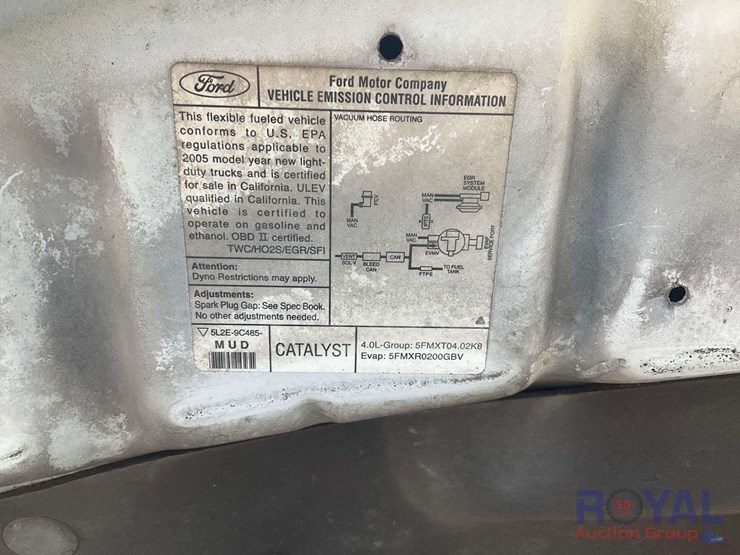 Ford
Ford Motor Company
VEHICLE EMISSION CONTROL INFORMATION
This flexible fueled vehicle
conforms to U.S. EPA
regulations applicable to
2005 model year new light-
duty trucks and is certified
for sale in California. ULEV
qualified in California. This
vehicle is certified to
operate on gasoline and
ethanol. OBD II certified.
TWC/HO2S/EGR/SFI
Attention:
Dyno Restrictions may apply.
Adjustments:
Spark Plug Gap: See Spec Book.
No other adjustments needed.
5L2E-9C485-
MUD
CATALYST
4.0L-Group: 5FMXT04.02K8
Evap: 5FMXR0200GBV
VACUUM HOSE ROUTING
EGR
SYSTEM
MODULE
MAN
VAC
PCV
MAN
VAC
MAN
VAC
EVMV
EVAP
SERVICE PORT
VENT
SOL-V
BLEED
CAN
CAN
FTPS
TO FUEL
TANK
ROYAL
Auction Group